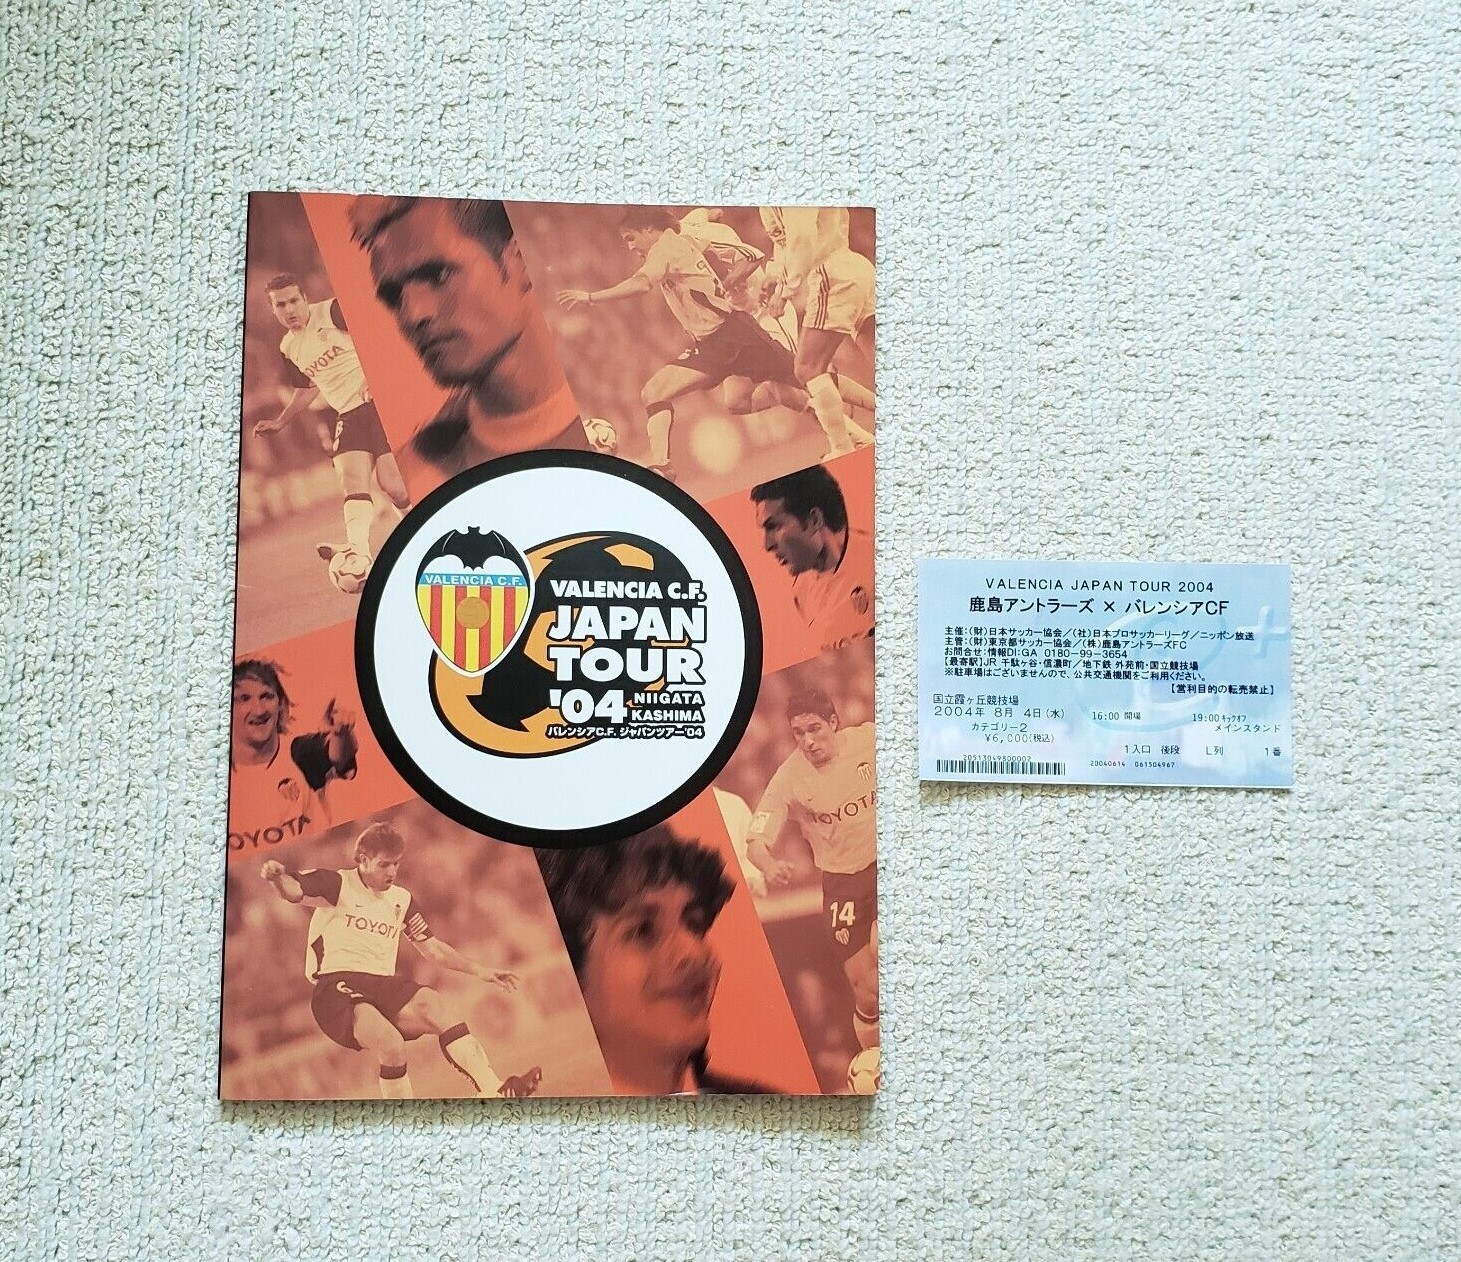 TOYOTA
VALENCIA C.F.
VALENCIA C.F.
JAPAN
TOUR
'04 NIIGATA
KASHIMA
バレンシアC.F. ジャパンツアー'04
TOYOTA
TOYOTA
TOYOTA
14
VALENCIA JAPAN TOUR 2004
鹿島アントラーズ × バレンシアCF
主催:(財)日本サッカー協会/(社)日本プロサッカーリーグ/ニッポン放送
主管:(財)東京都サッカー協会/(株)鹿島アントラーズFC
お問合せ:情報DI:GA 0180-99-3654
【最寄駅】JR 千駄ヶ谷・信濃町/地下鉄 外苑前・国立競技場
※駐車場はございませんので、公共交通機関をご利用ください。
【営利目的の転売禁止】
国立霞ヶ丘競技場
2004年 8月 4日(水) 16:00 開場 19:00 キックオフ
カテゴリー2 メインスタンド
¥6,000(税込)
1入口 後段 L列 1番
20513049800002
20040614 061504967